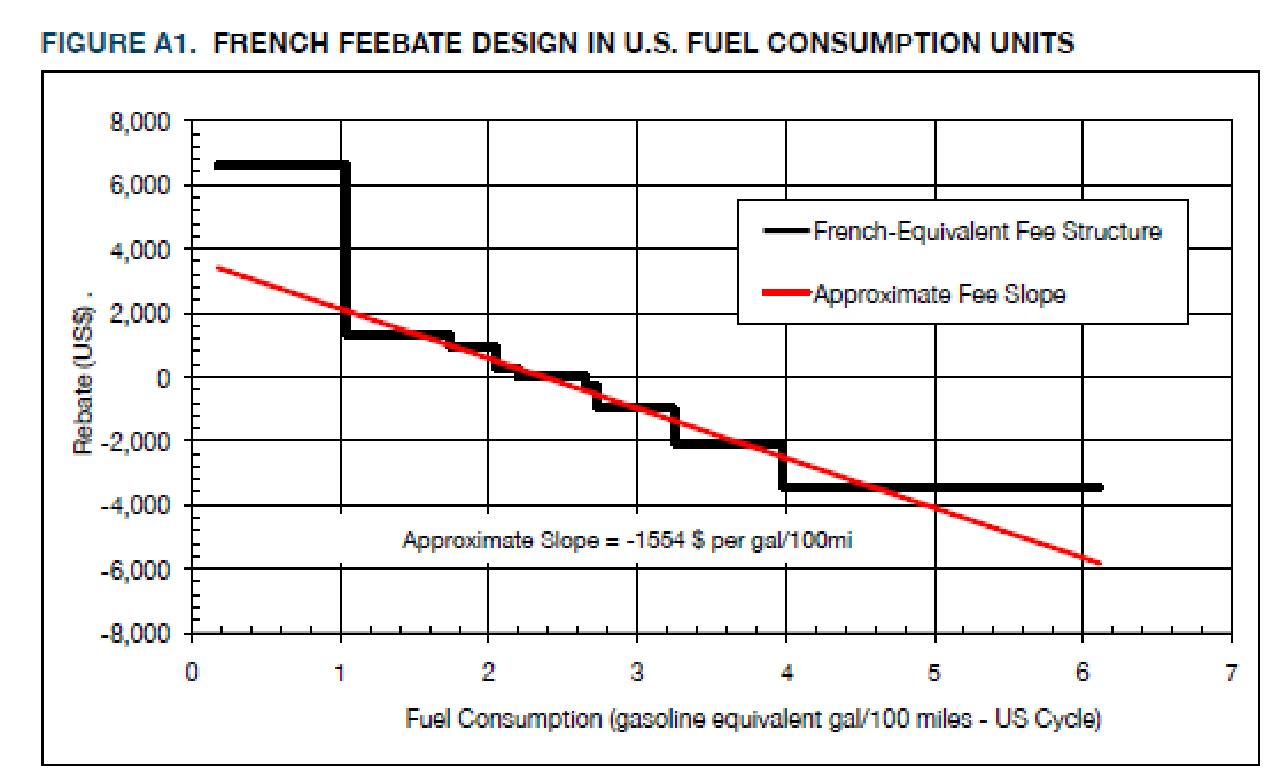 FIGURE A1. FRENCH FEEBATE DESIGN IN U.S. FUEL CONSUMPTION UNITS
8,000
6,000
4,000
2,000
0
-2,000
-4,000
-6,000
-8,000
Rebate (US$) .
French-Equivalent Fee Structure
Approximate Fee Slope
Approximate Slope = -1554 $ per gal/100mi
0 1 2 3 4 5 6 7
Fuel Consumption (gasoline equivalent gal/100 miles - US Cycle)